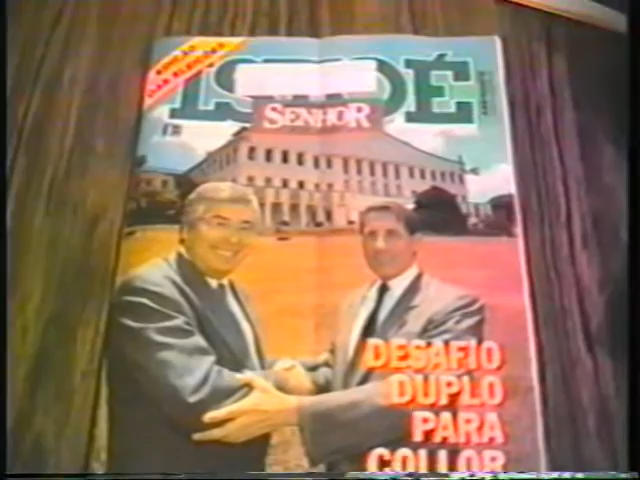 ISTOÉ
SENHOR
DESAFIO
DUPLO
PARA
COLLOR